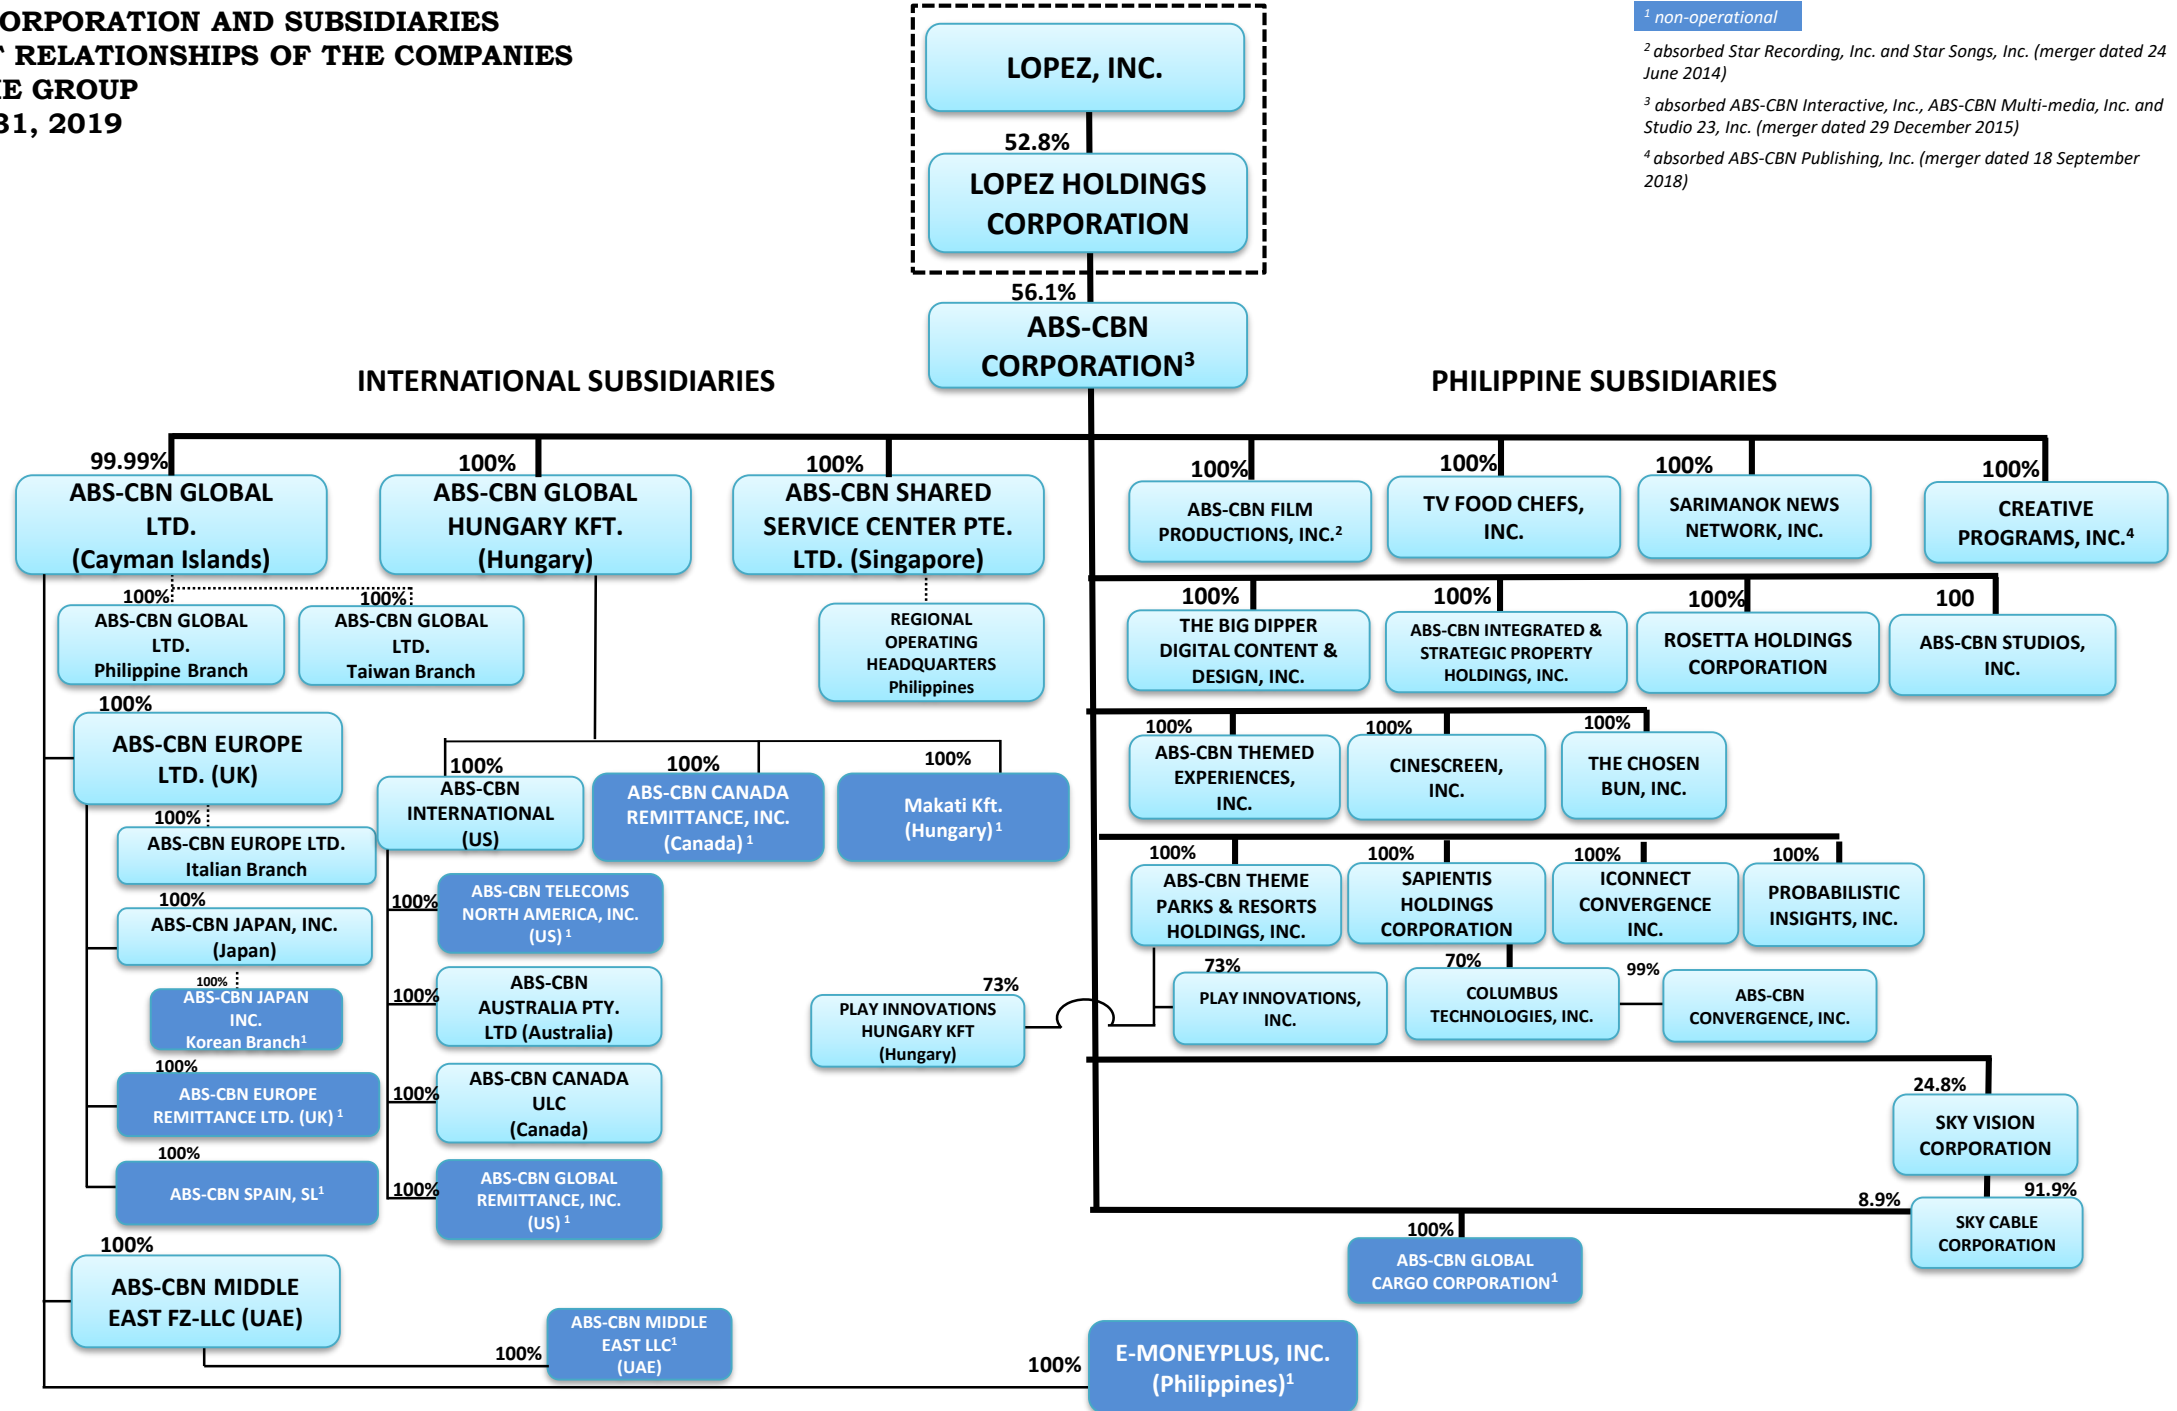 ORPORATION AND SUBSIDIARIES
RELATIONSHIPS OF THE COMPANIES
E GROUP
31, 2019
¹ non-operational
² absorbed Star Recording, Inc. and Star Songs, Inc. (merger dated 24
June 2014)
³ absorbed ABS-CBN Interactive, Inc., ABS-CBN Multi-media, Inc. and
Studio 23, Inc. (merger dated 29 December 2015)
⁴ absorbed ABS-CBN Publishing, Inc. (merger dated 18 September
2018)
LOPEZ, INC.
52.8%
LOPEZ HOLDINGS
CORPORATION
56.1%
ABS-CBN
CORPORATION³
INTERNATIONAL SUBSIDIARIES
99.99%
ABS-CBN GLOBAL
LTD.
(Cayman Islands)
100%
ABS-CBN GLOBAL
HUNGARY KFT.
(Hungary)
100%
ABS-CBN SHARED
SERVICE CENTER PTE.
LTD. (Singapore)
100%
ABS-CBN GLOBAL
LTD.
Philippine Branch
100%
ABS-CBN GLOBAL
LTD.
Taiwan Branch
REGIONAL
OPERATING
HEADQUARTERS
Philippines
100%
ABS-CBN EUROPE
LTD. (UK)
100%
ABS-CBN EUROPE LTD.
Italian Branch
100%
ABS-CBN JAPAN, INC.
(Japan)
100%
ABS-CBN JAPAN
INC.
Korean Branch¹
100%
ABS-CBN EUROPE
REMITTANCE LTD. (UK) ¹
100%
ABS-CBN SPAIN, SL¹
100%
ABS-CBN
INTERNATIONAL
(US)
100%
ABS-CBN CANADA
REMITTANCE, INC.
(Canada) ¹
100%
Makati Kft.
(Hungary) ¹
100%
ABS-CBN TELECOMS
NORTH AMERICA, INC.
(US) ¹
100%
ABS-CBN
AUSTRALIA PTY.
LTD (Australia)
100%
ABS-CBN CANADA
ULC
(Canada)
100%
ABS-CBN GLOBAL
REMITTANCE, INC.
(US) ¹
100%
ABS-CBN MIDDLE
EAST FZ-LLC (UAE)
100%
ABS-CBN MIDDLE
EAST LLC¹
(UAE)
100%
E-MONEYPLUS, INC.
(Philippines)¹
PHILIPPINE SUBSIDIARIES
100%
ABS-CBN FILM
PRODUCTIONS, INC.²
100%
TV FOOD CHEFS,
INC.
100%
SARIMANOK NEWS
NETWORK, INC.
100%
CREATIVE
PROGRAMS, INC.⁴
100%
THE BIG DIPPER
DIGITAL CONTENT &
DESIGN, INC.
100%
ABS-CBN INTEGRATED &
STRATEGIC PROPERTY
HOLDINGS, INC.
100%
ROSETTA HOLDINGS
CORPORATION
100
ABS-CBN STUDIOS,
INC.
100%
ABS-CBN THEMED
EXPERIENCES,
INC.
100%
CINESCREEN,
INC.
100%
THE CHOSEN
BUN, INC.
100%
ABS-CBN THEME
PARKS & RESORTS
HOLDINGS, INC.
100%
SAPIENTIS
HOLDINGS
CORPORATION
100%
ICONNECT
CONVERGENCE
INC.
100%
PROBABILISTIC
INSIGHTS, INC.
73%
PLAY INNOVATIONS
HUNGARY KFT
(Hungary)
73%
PLAY INNOVATIONS,
INC.
70%
COLUMBUS
TECHNOLOGIES, INC.
99%
ABS-CBN
CONVERGENCE, INC.
24.8%
SKY VISION
CORPORATION
8.9%
91.9%
SKY CABLE
CORPORATION
100%
ABS-CBN GLOBAL
CARGO CORPORATION¹